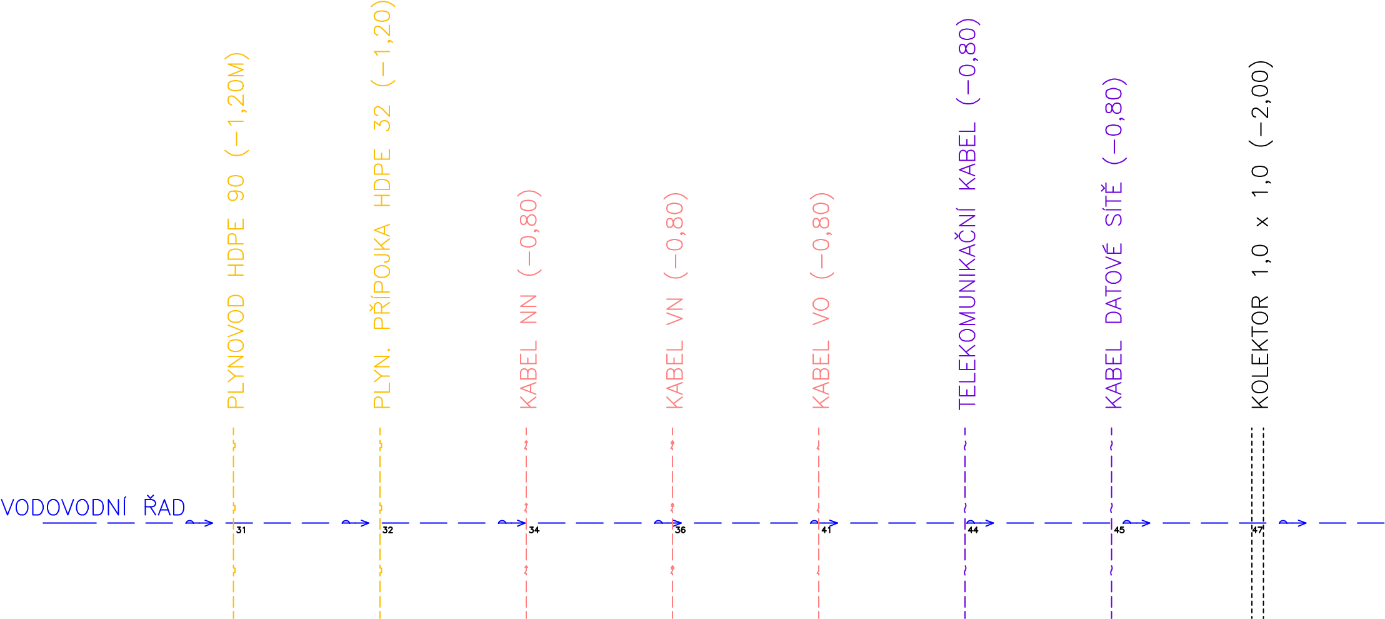 PLYNOVOD HDPE 90 (-1,20M)
PLYN. PŘÍPOJKA HDPE 32 (-1,20)
KABEL NN (-0,80)
KABEL VN (-0,80)
KABEL VO (-0,80)
TELEKOMUNIKAČNÍ KABEL (-0,80)
KABEL DATOVÉ SÍTĚ (-0,80)
KOLEKTOR 1,0 x 1,0 (-2,00)
VODOVODNÍ ŘAD
31 32 34 36 41 44 45 47